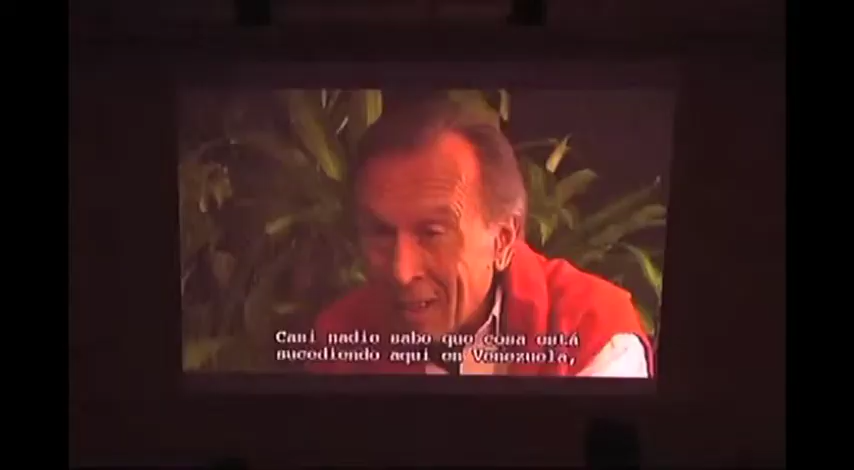 Casi nadie sabe que cosa está
sucediendo aquí en Venezuela,